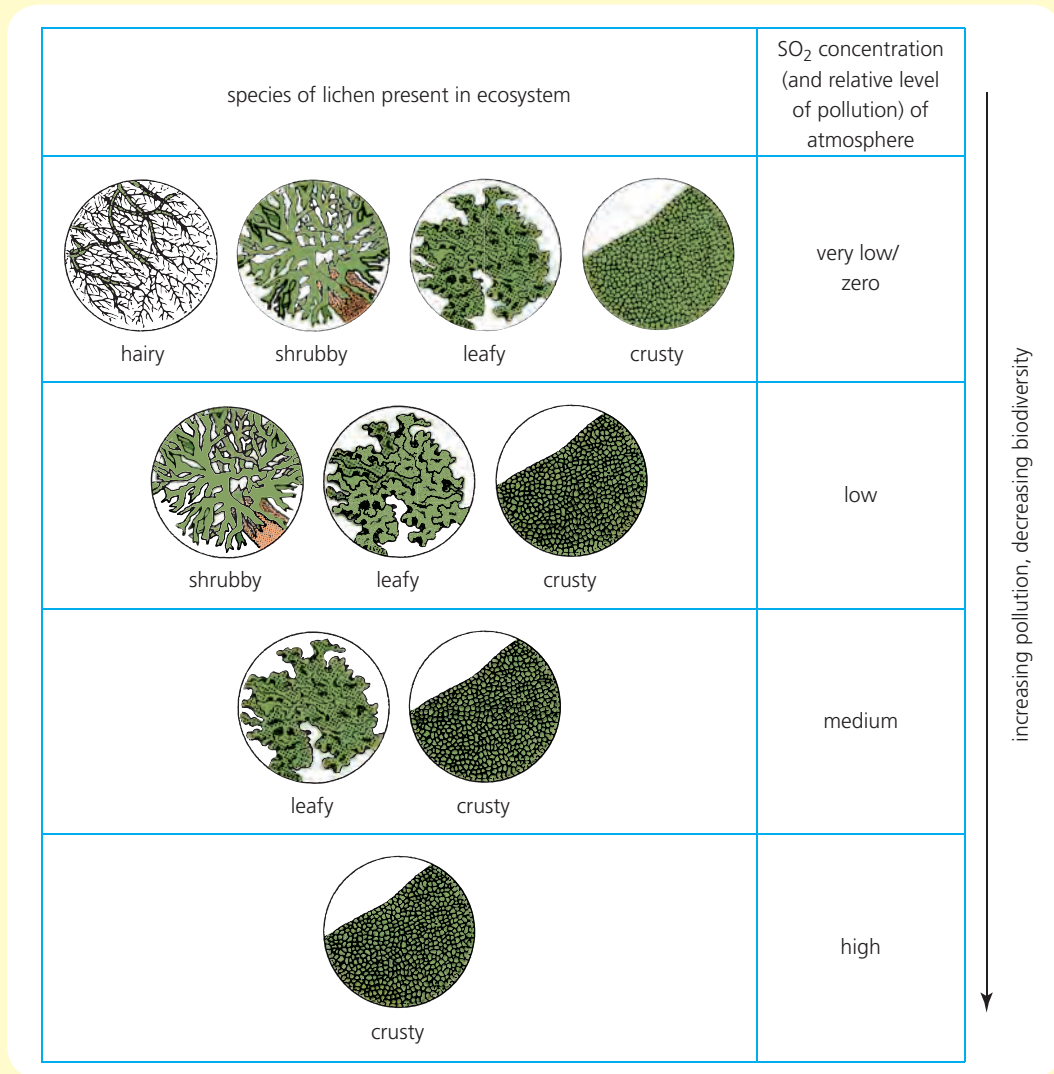 species of lichen present in ecosystem
SO2 concentration
(and relative level
of pollution) of
atmosphere
hairy
shrubby
leafy
crusty
very low/
zero
shrubby
leafy
crusty
low
leafy
crusty
medium
crusty
high
increasing pollution, decreasing biodiversity